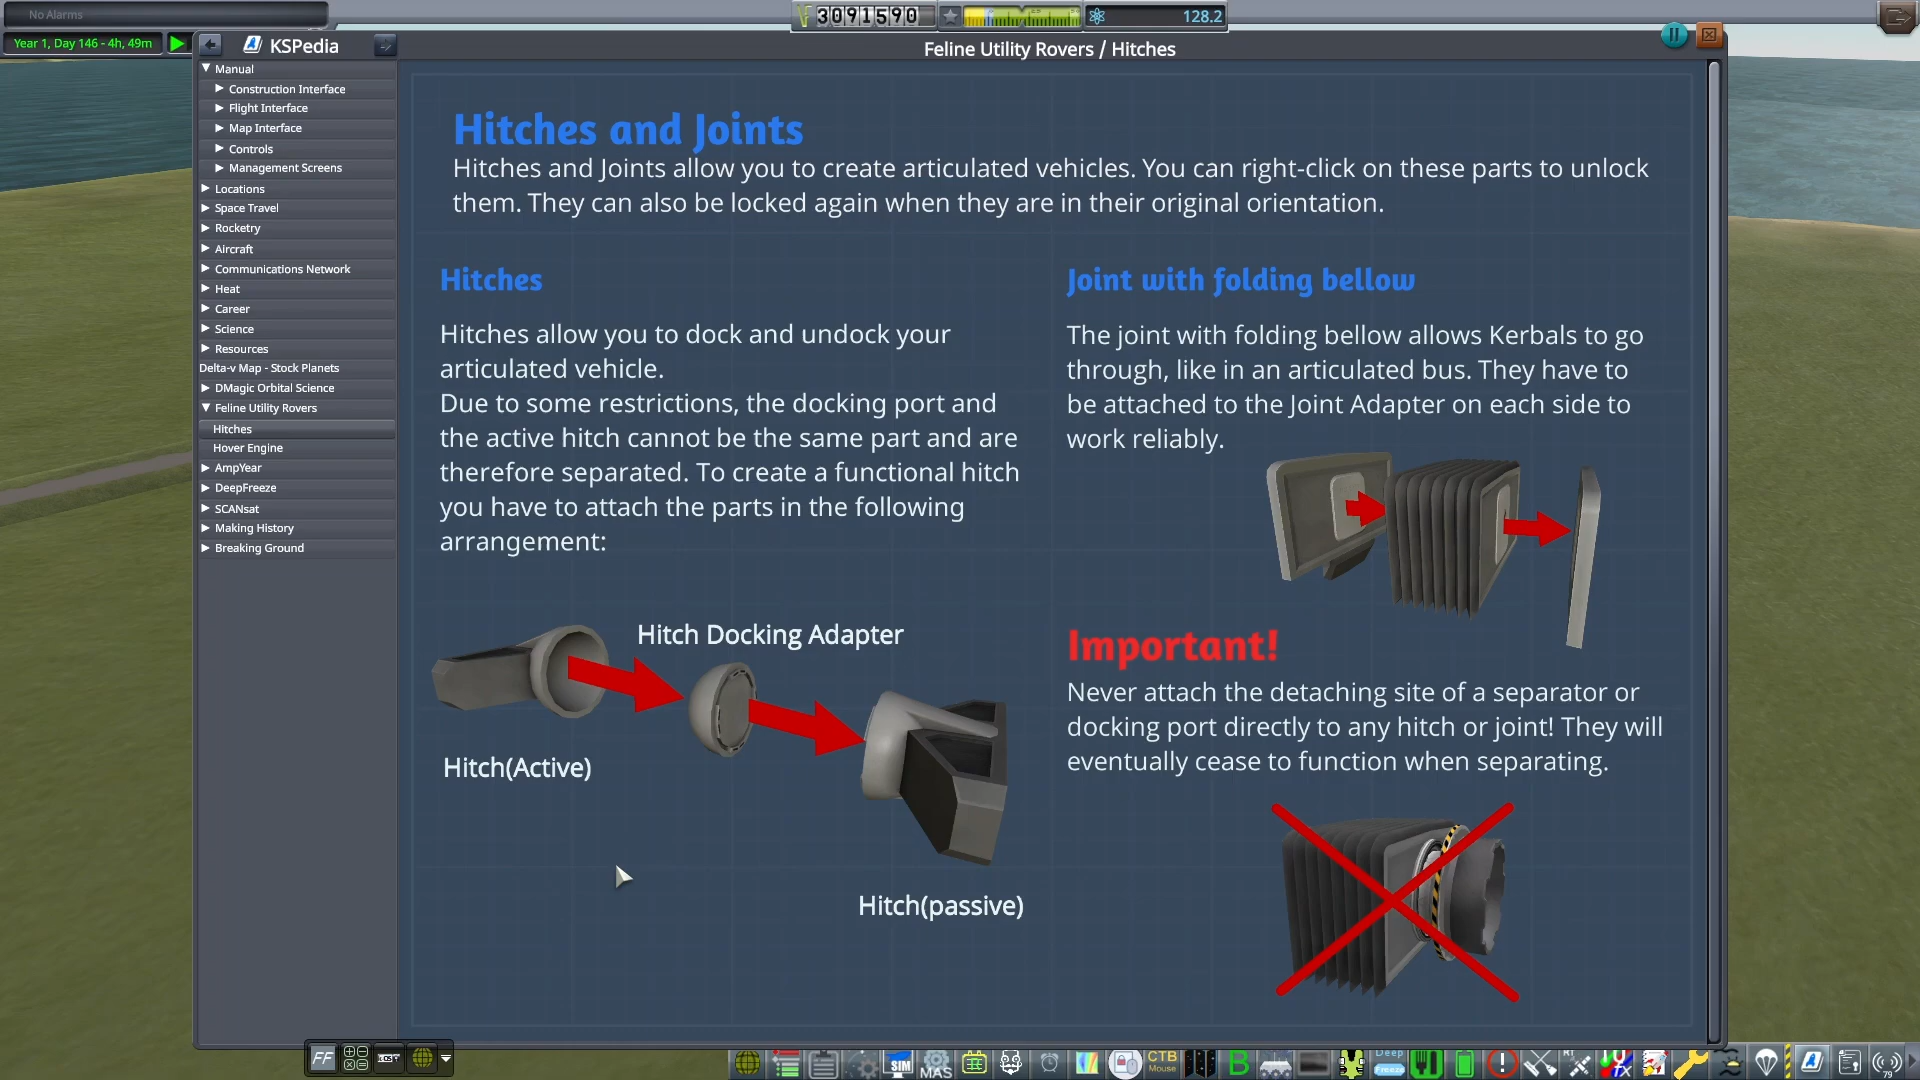 No Alarms
3091590
128.2
Year 1, Day 146 - 4h, 49m
KSPedia
Feline Utility Rovers / Hitches
Manual
Construction Interface
Flight Interface
Map Interface
Controls
Management Screens
Locations
Space Travel
Rocketry
Aircraft
Communications Network
Heat
Career
Science
Resources
Delta-v Map - Stock Planets
DMagic Orbital Science
Feline Utility Rovers
Hitches
Hover Engine
AmpYear
DeepFreeze
SCANsat
Making History
Breaking Ground
Hitches and Joints
Hitches and Joints allow you to create articulated vehicles. You can right-click on these parts to unlock
them. They can also be locked again when they are in their original orientation.
Hitches
Hitches allow you to dock and undock your
articulated vehicle.
Due to some restrictions, the docking port and
the active hitch cannot be the same part and are
therefore separated. To create a functional hitch
you have to attach the parts in the following
arrangement:
Hitch Docking Adapter
Hitch(Active)
Hitch(passive)
Joint with folding bellow
The joint with folding bellow allows Kerbals to go
through, like in an articulated bus. They have to
be attached to the Joint Adapter on each side to
work reliably.
Important!
Never attach the detaching site of a separator or
docking port directly to any hitch or joint! They will
eventually cease to function when separating.
FF
SIM
MAS
CTB
Mouse
B
Deep
Freeze
RT
79